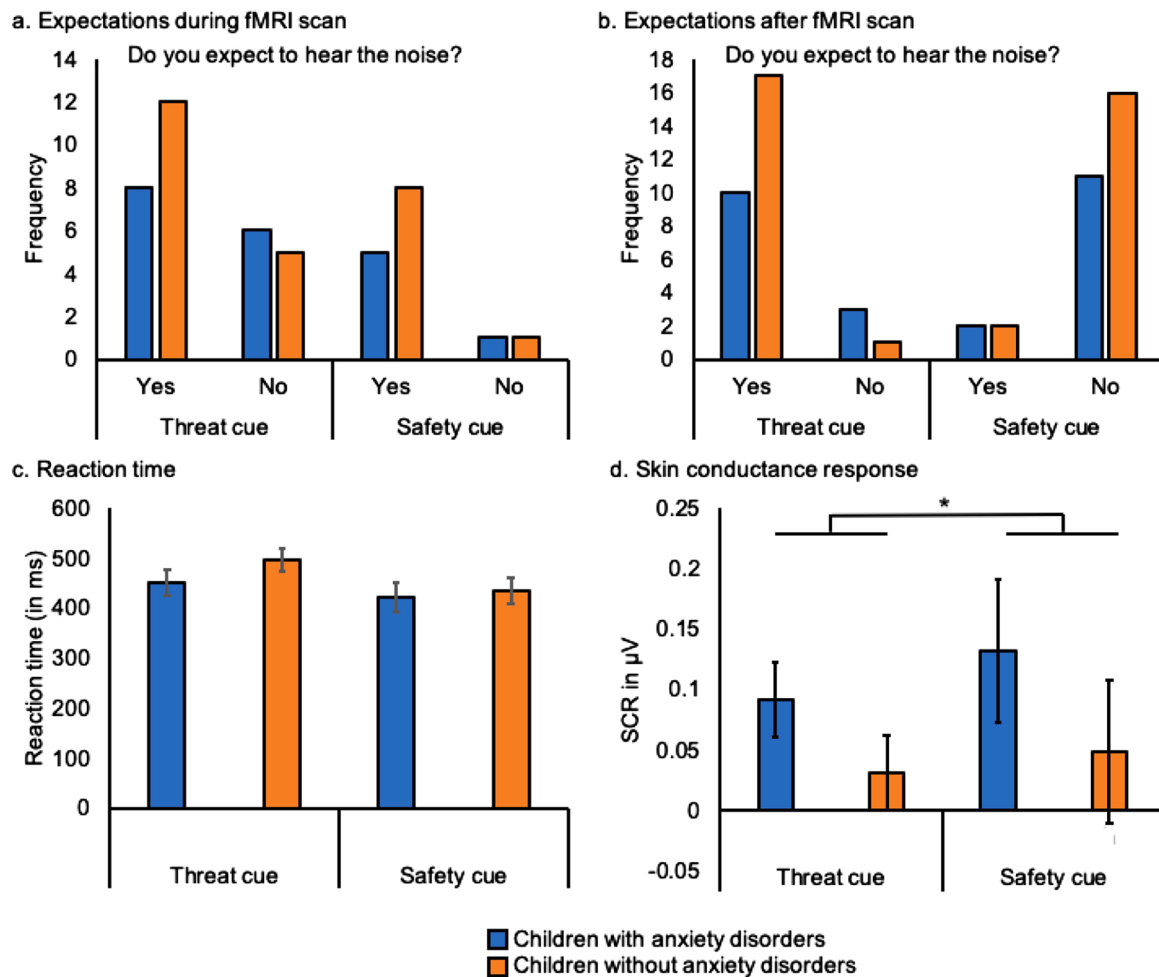 a. Expectations during fMRI scan
Do you expect to hear the noise?
14
12
10
8
6
4
2
0
Frequency
Yes No Yes No
Threat cue Safety cue
b. Expectations after fMRI scan
Do you expect to hear the noise?
18
16
14
12
10
8
6
4
2
0
Frequency
Yes No Yes No
Threat cue Safety cue
c. Reaction time
600
500
400
300
200
100
0
Reaction time (in ms)
Threat cue Safety cue
d. Skin conductance response
*
0.25
0.2
0.15
0.1
0.05
0
-0.05
SCR in µV
Threat cue Safety cue
Children with anxiety disorders
Children without anxiety disorders